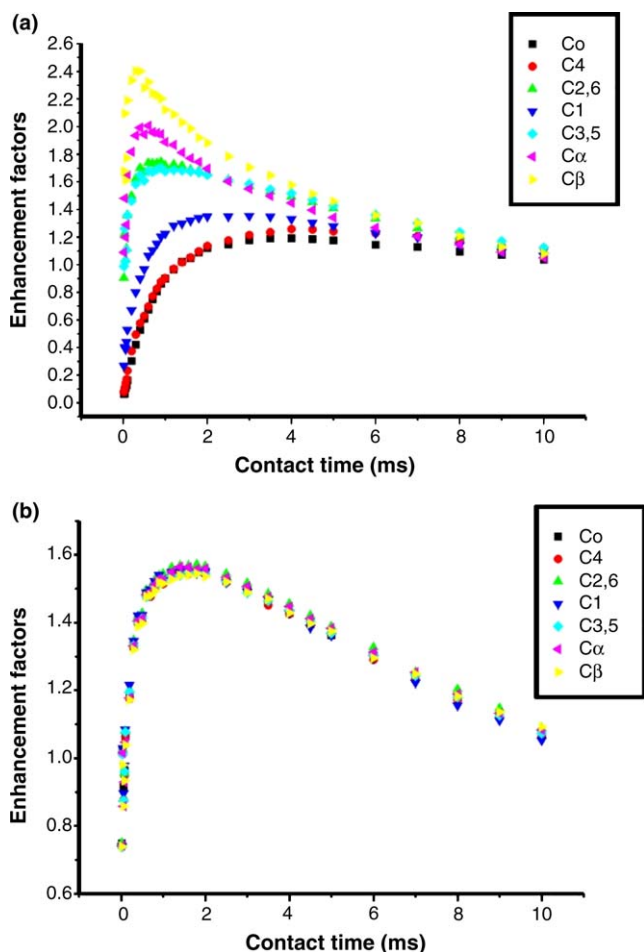 (a)
2.6
2.4
2.2
2.0
1.8
1.6
1.4
1.2
1.0
0.8
0.6
0.4
0.2
0.0
Enhancement factors
0 2 4 6 8 10
Contact time (ms)
Co
C4
C2,6
C1
C3,5
Cα
Cβ
(b)
1.6
1.4
1.2
1.0
0.8
0.6
Enhancement factors
0 2 4 6 8 10
Contact time (ms)
Co
C4
C2,6
C1
C3,5
Cα
Cβ